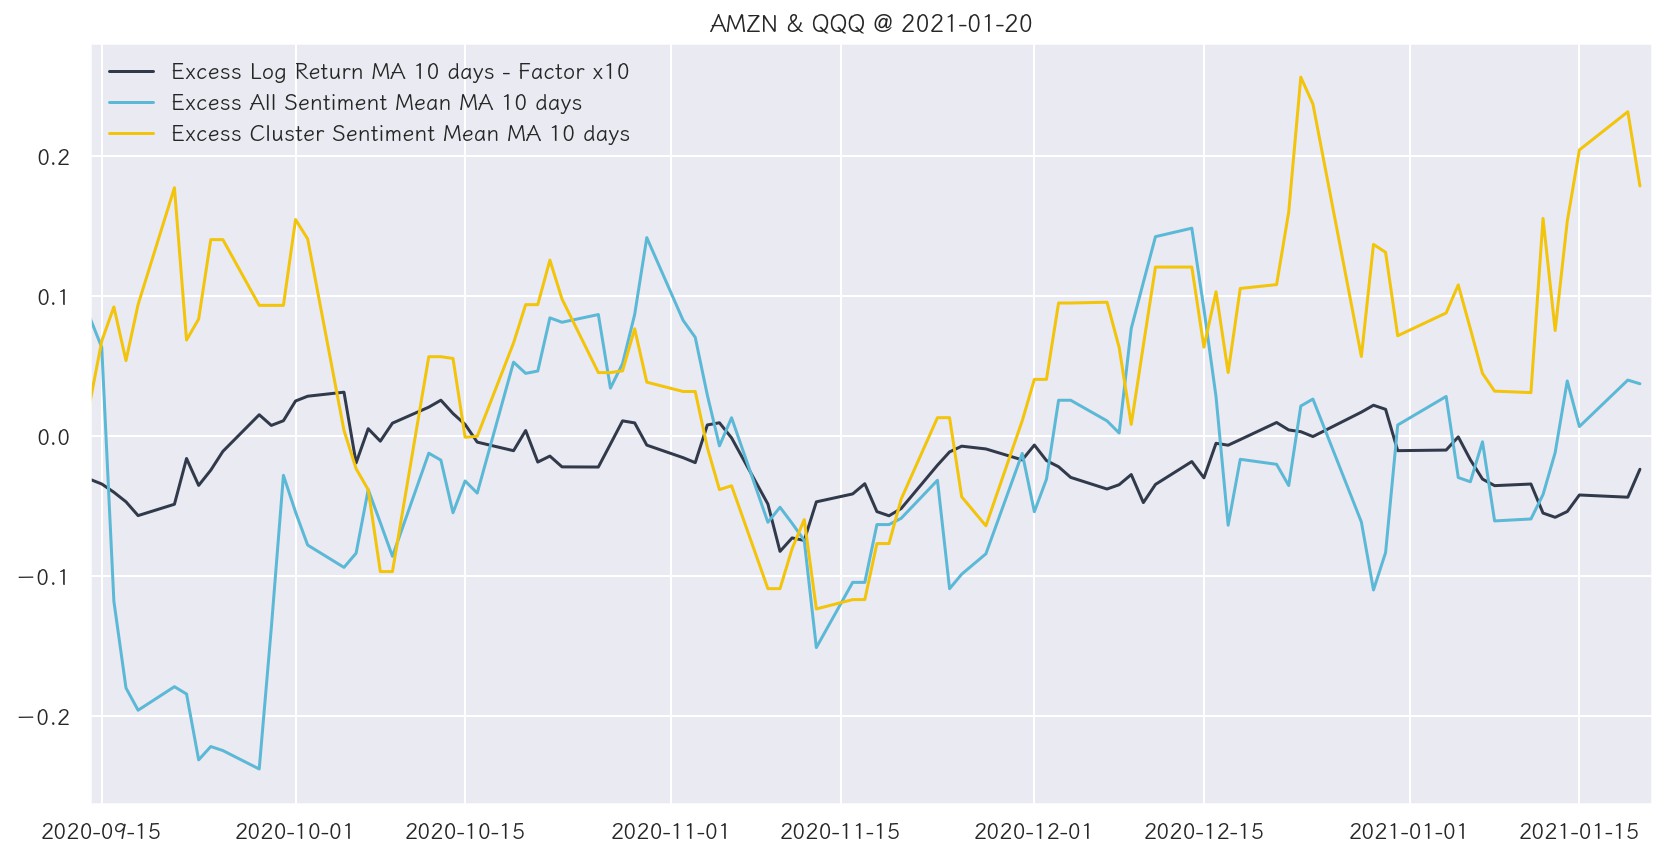 AMZN & QQQ @ 2021-01-20
Excess Log Return MA 10 days - Factor x10
Excess All Sentiment Mean MA 10 days
Excess Cluster Sentiment Mean MA 10 days
0.2
0.1
0.0
−0.1
−0.2
2020-09-15 2020-10-01 2020-10-15 2020-11-01 2020-11-15 2020-12-01 2020-12-15 2021-01-01 2021-01-15